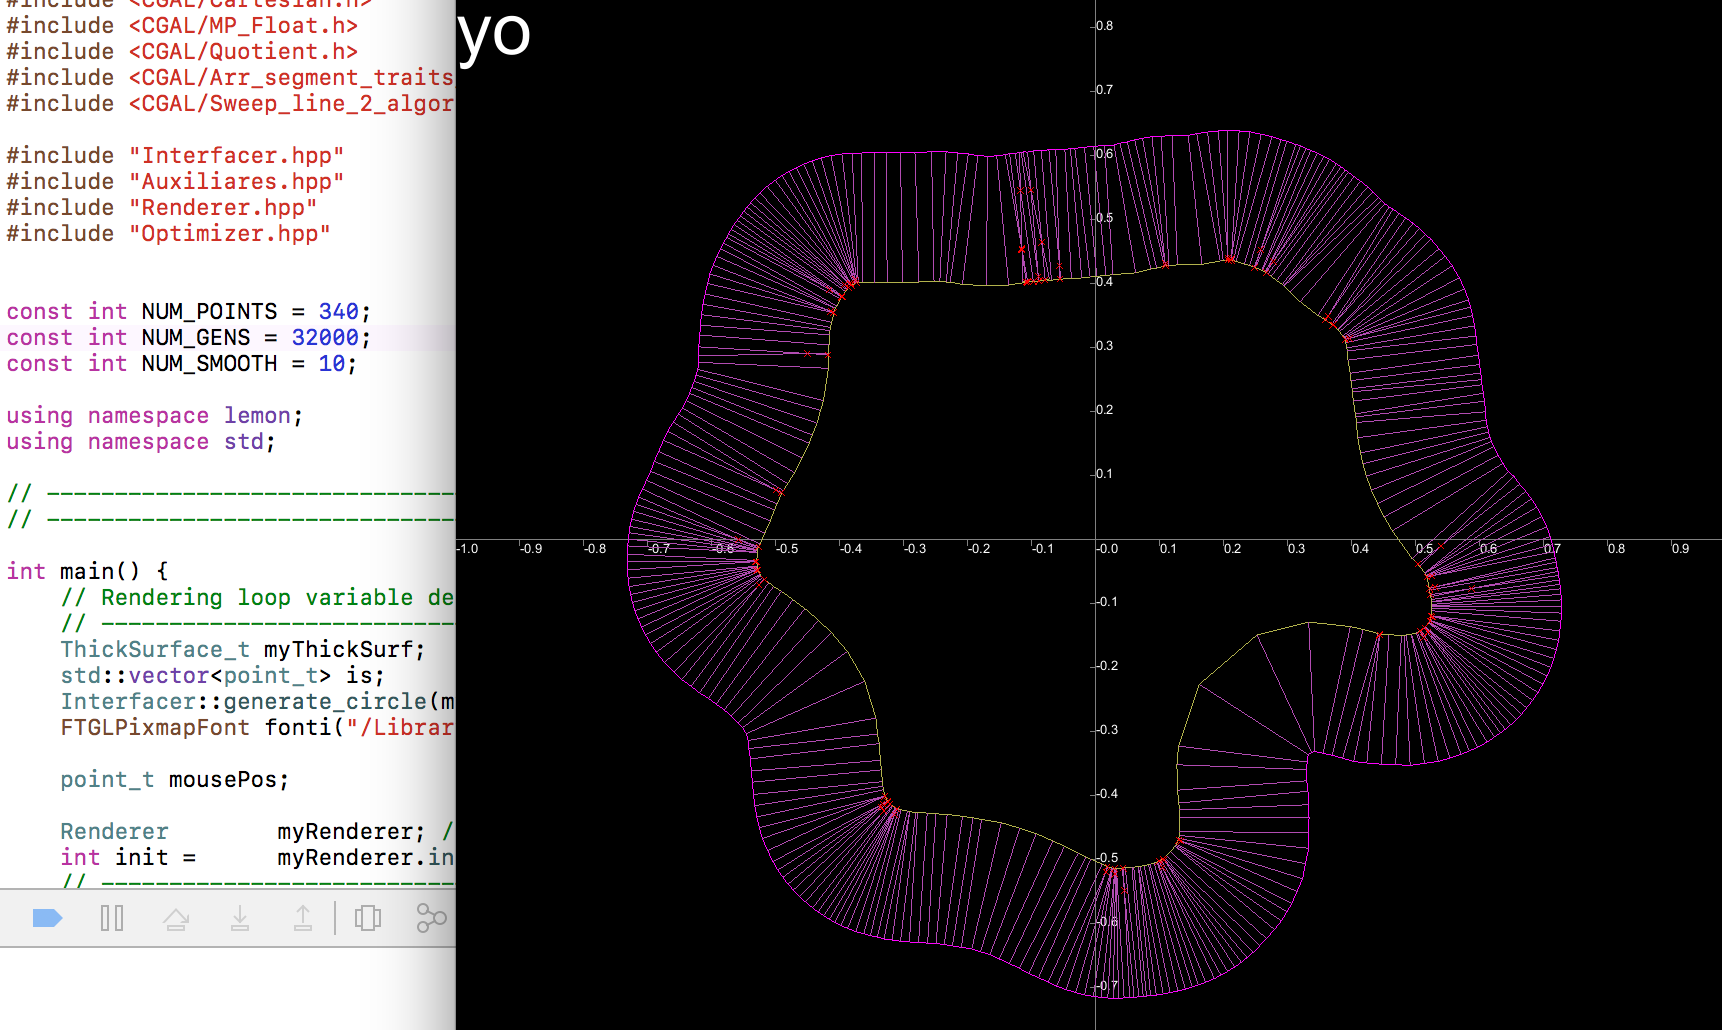 #include <CGAL/Cartesian.h>
#include <CGAL/MP_Float.h>
#include <CGAL/Quotient.h>
#include <CGAL/Arr_segment_traits
#include <CGAL/Sweep_line_2_algor
#include "Interfacer.hpp"
#include "Auxiliares.hpp"
#include "Renderer.hpp"
#include "Optimizer.hpp"
const int NUM_POINTS = 340;
const int NUM_GENS = 32000;
const int NUM_SMOOTH = 10;
using namespace lemon;
using namespace std;
// ------------------------------
// ------------------------------
int main() {
// Rendering loop variable de
// --------------------------
ThickSurface_t myThickSurf;
std::vector<point_t> is;
Interfacer::generate_circle(m
FTGLPixmapFont fonti("/Librar
point_t mousePos;
Renderer myRenderer; /
int init = myRenderer.in
// --------------------------
yo
0.8
0.7
0.6
0.5
0.4
0.3
0.2
0.1
-1.0 -0.9 -0.8 -0.7 -0.6 -0.5 -0.4 -0.3 -0.2 -0.1 -0.0 0.1 0.2 0.3 0.4 0.5 0.6 0.7 0.8 0.9
-0.1
-0.2
-0.3
-0.4
-0.5
-0.6
-0.7